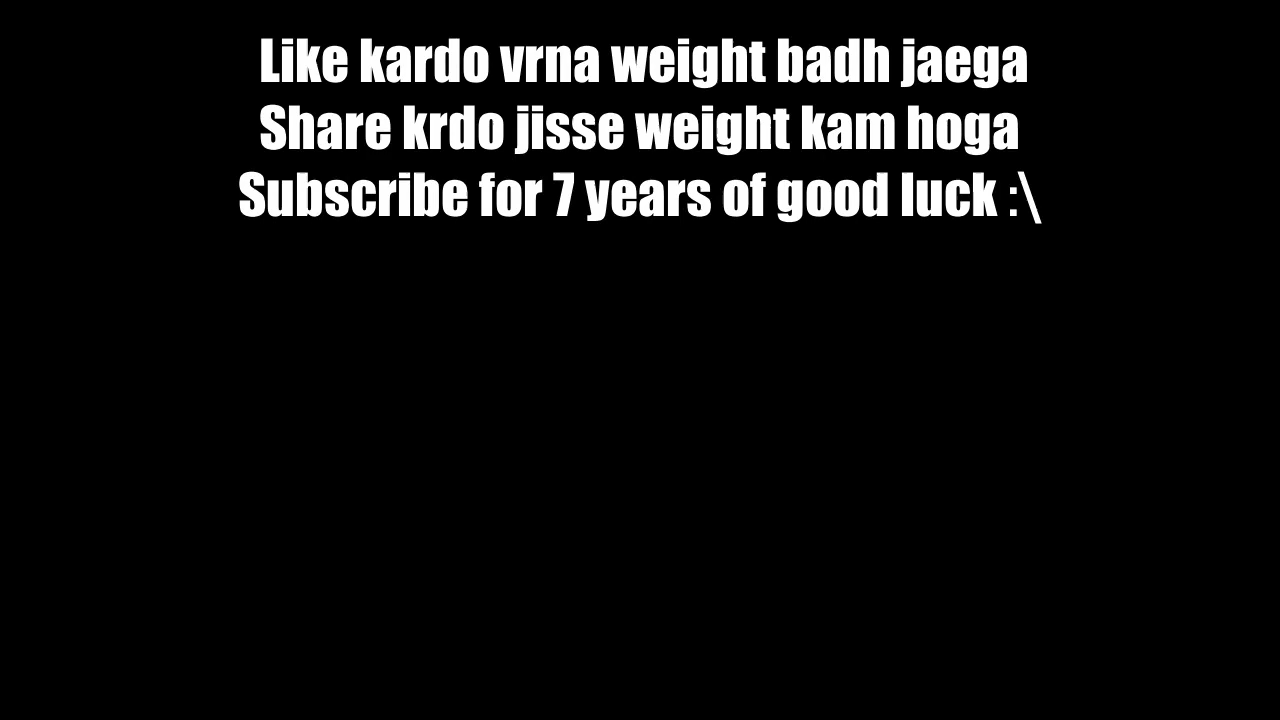 Like kardo vrna weight badh jaega
Share krdo jisse weight kam hoga
Subscribe for 7 years of good luck :\